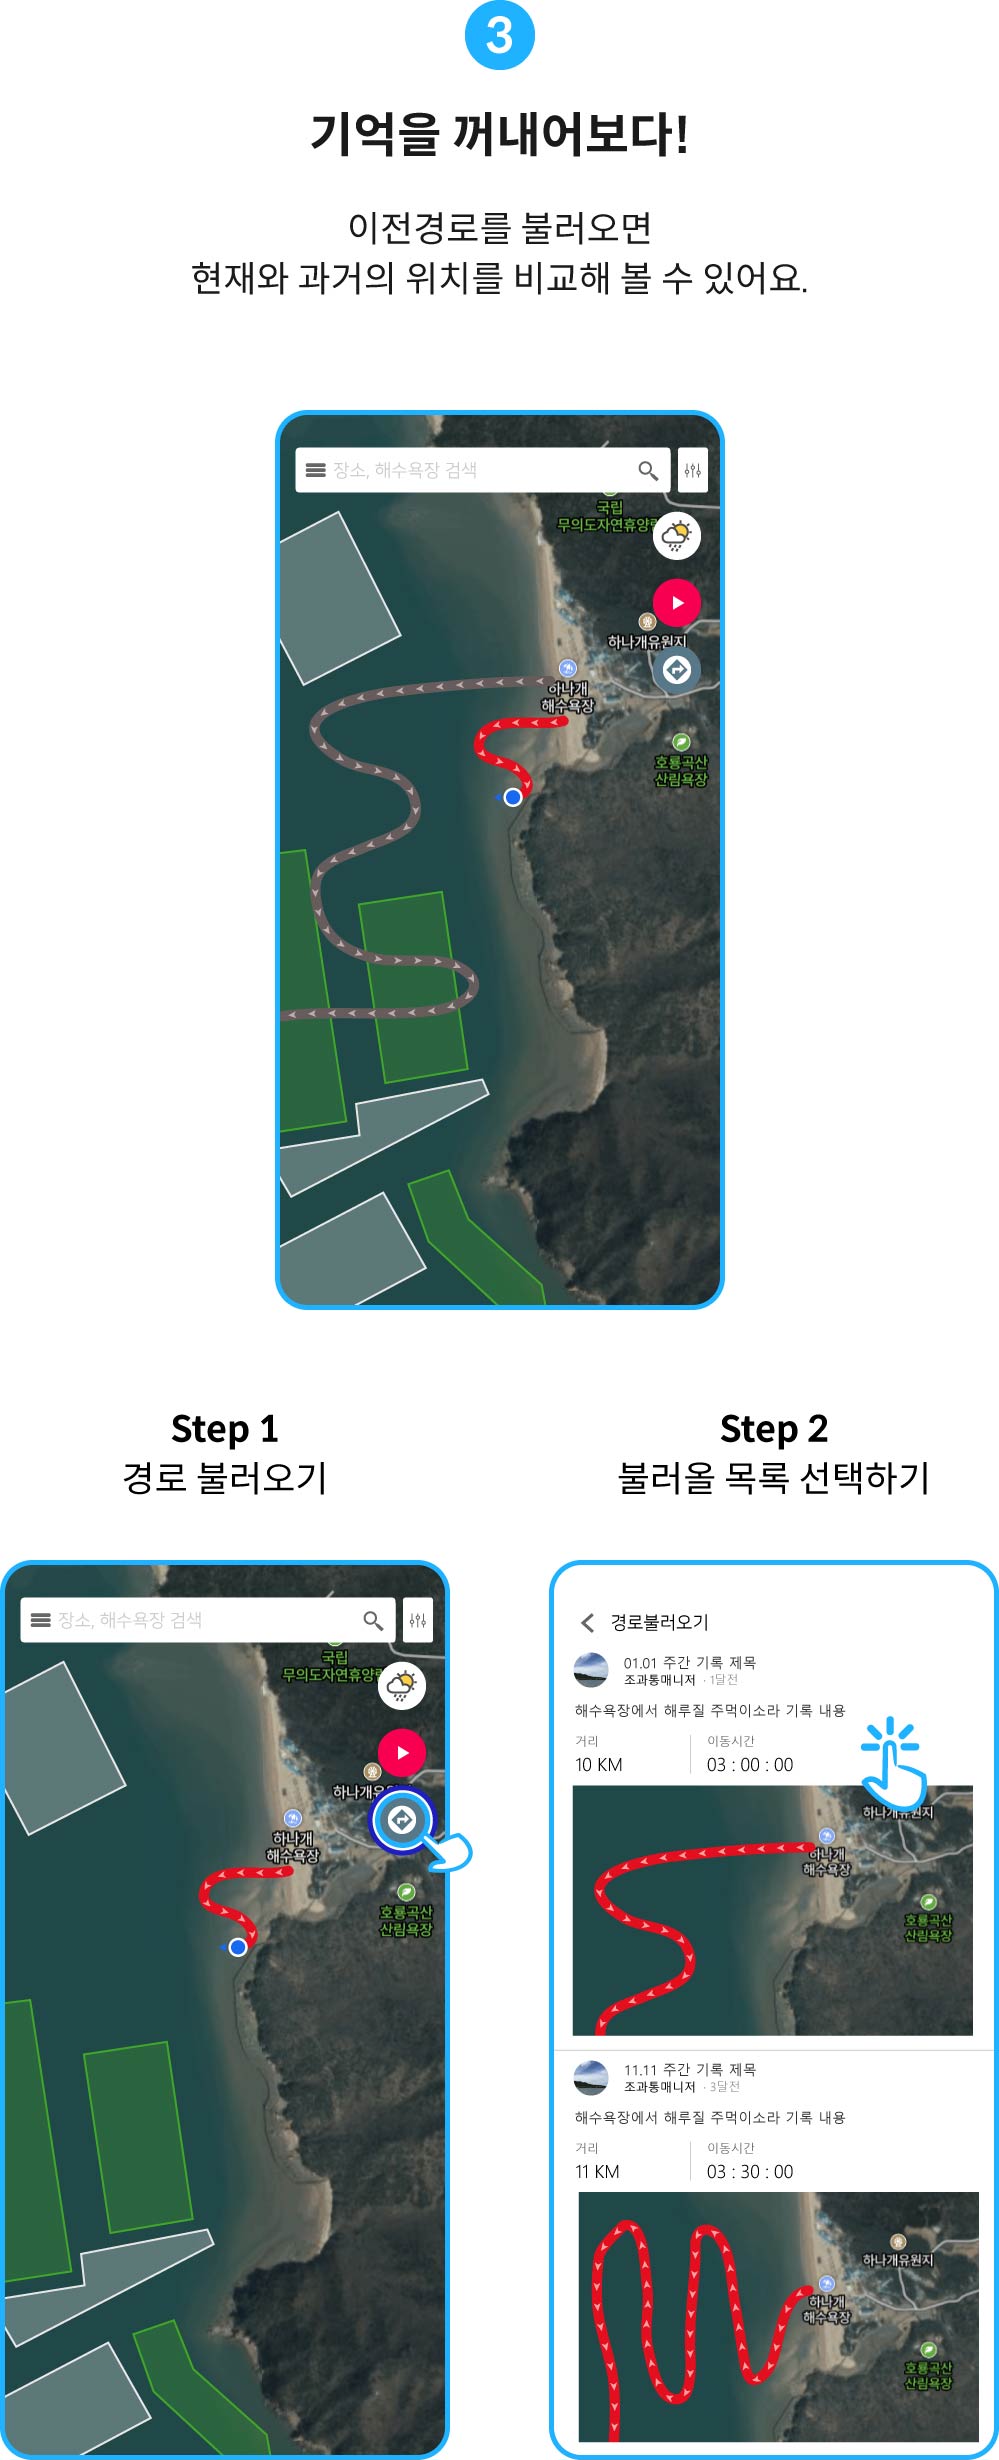 3
기억을 꺼내어보다!
이전경로를 불러오면
현재와 과거의 위치를 비교해 볼 수 있어요.
장소, 해수욕장 검색
국립
무의도자연휴양
하나개유원지
하나개
해수욕장
호룡곡산
산림욕장
Step 1
경로 불러오기
장소, 해수욕장 검색
국립
무의도자연휴양
하나개유원지
하나개
해수욕장
호룡곡산
산림욕장
Step 2
불러올 목록 선택하기
경로불러오기
01.01 주간 기록 제목
조과통매니저 · 1달전
해수욕장에서 해루질 주먹이소라 기록 내용
거리 이동시간
10 KM 03 : 00 : 00
하나개유원지
하나개
해수욕장
호룡곡산
산림욕장
11.11 주간 기록 제목
조과통매니저 · 3달전
해수욕장에서 해루질 주먹이소라 기록 내용
거리 이동시간
11 KM 03 : 30 : 00
하나개유원지
하나개
해수욕장
호룡곡산
산림욕장